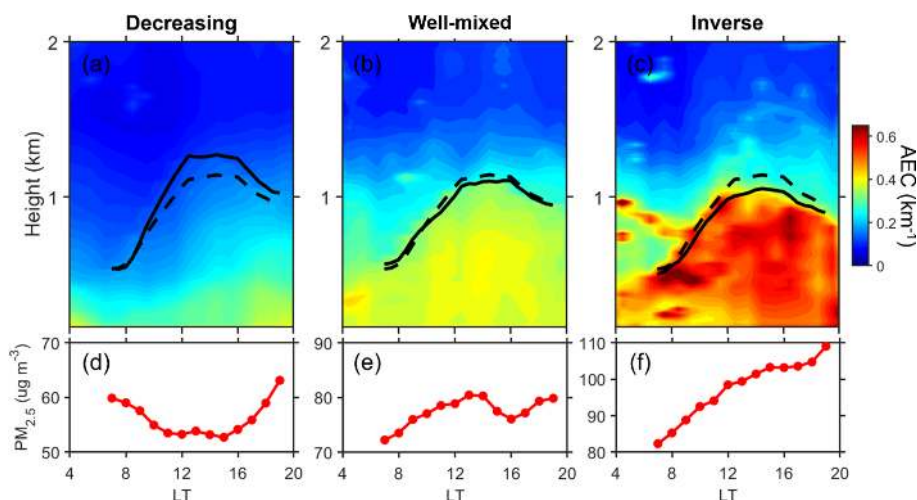 Decreasing Well-mixed Inverse
(a) (b) (c)
2 2 2
1 1 1
Height (km)
0.6
0.4
0.2
0
AEC (km⁻¹)
(d) (e) (f)
60 50
90 80 70
110 100 90 80
PM₂.₅ (ug m⁻³)
4 8 12 16 20 4 8 12 16 20 4 8 12 16 20
LT LT LT